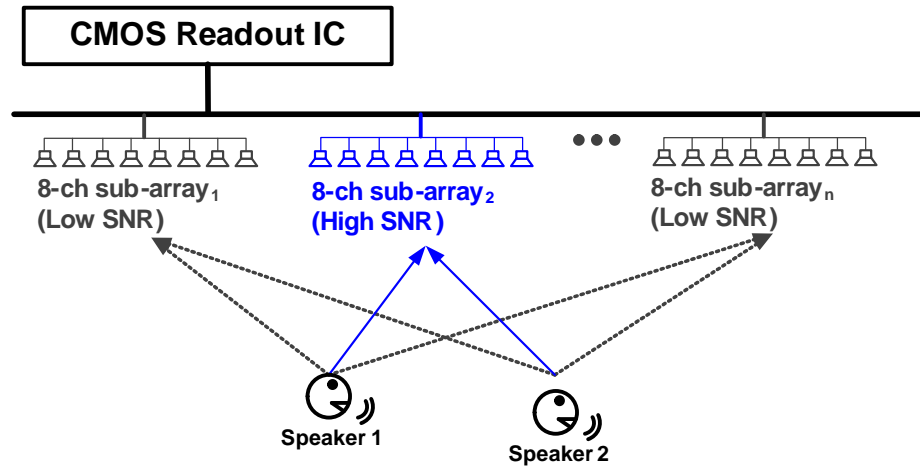 CMOS Readout IC
8-ch sub-array₁
(Low SNR)
8-ch sub-array₂
(High SNR)
8-ch sub-arrayₙ
(Low SNR)
Speaker 1
Speaker 2